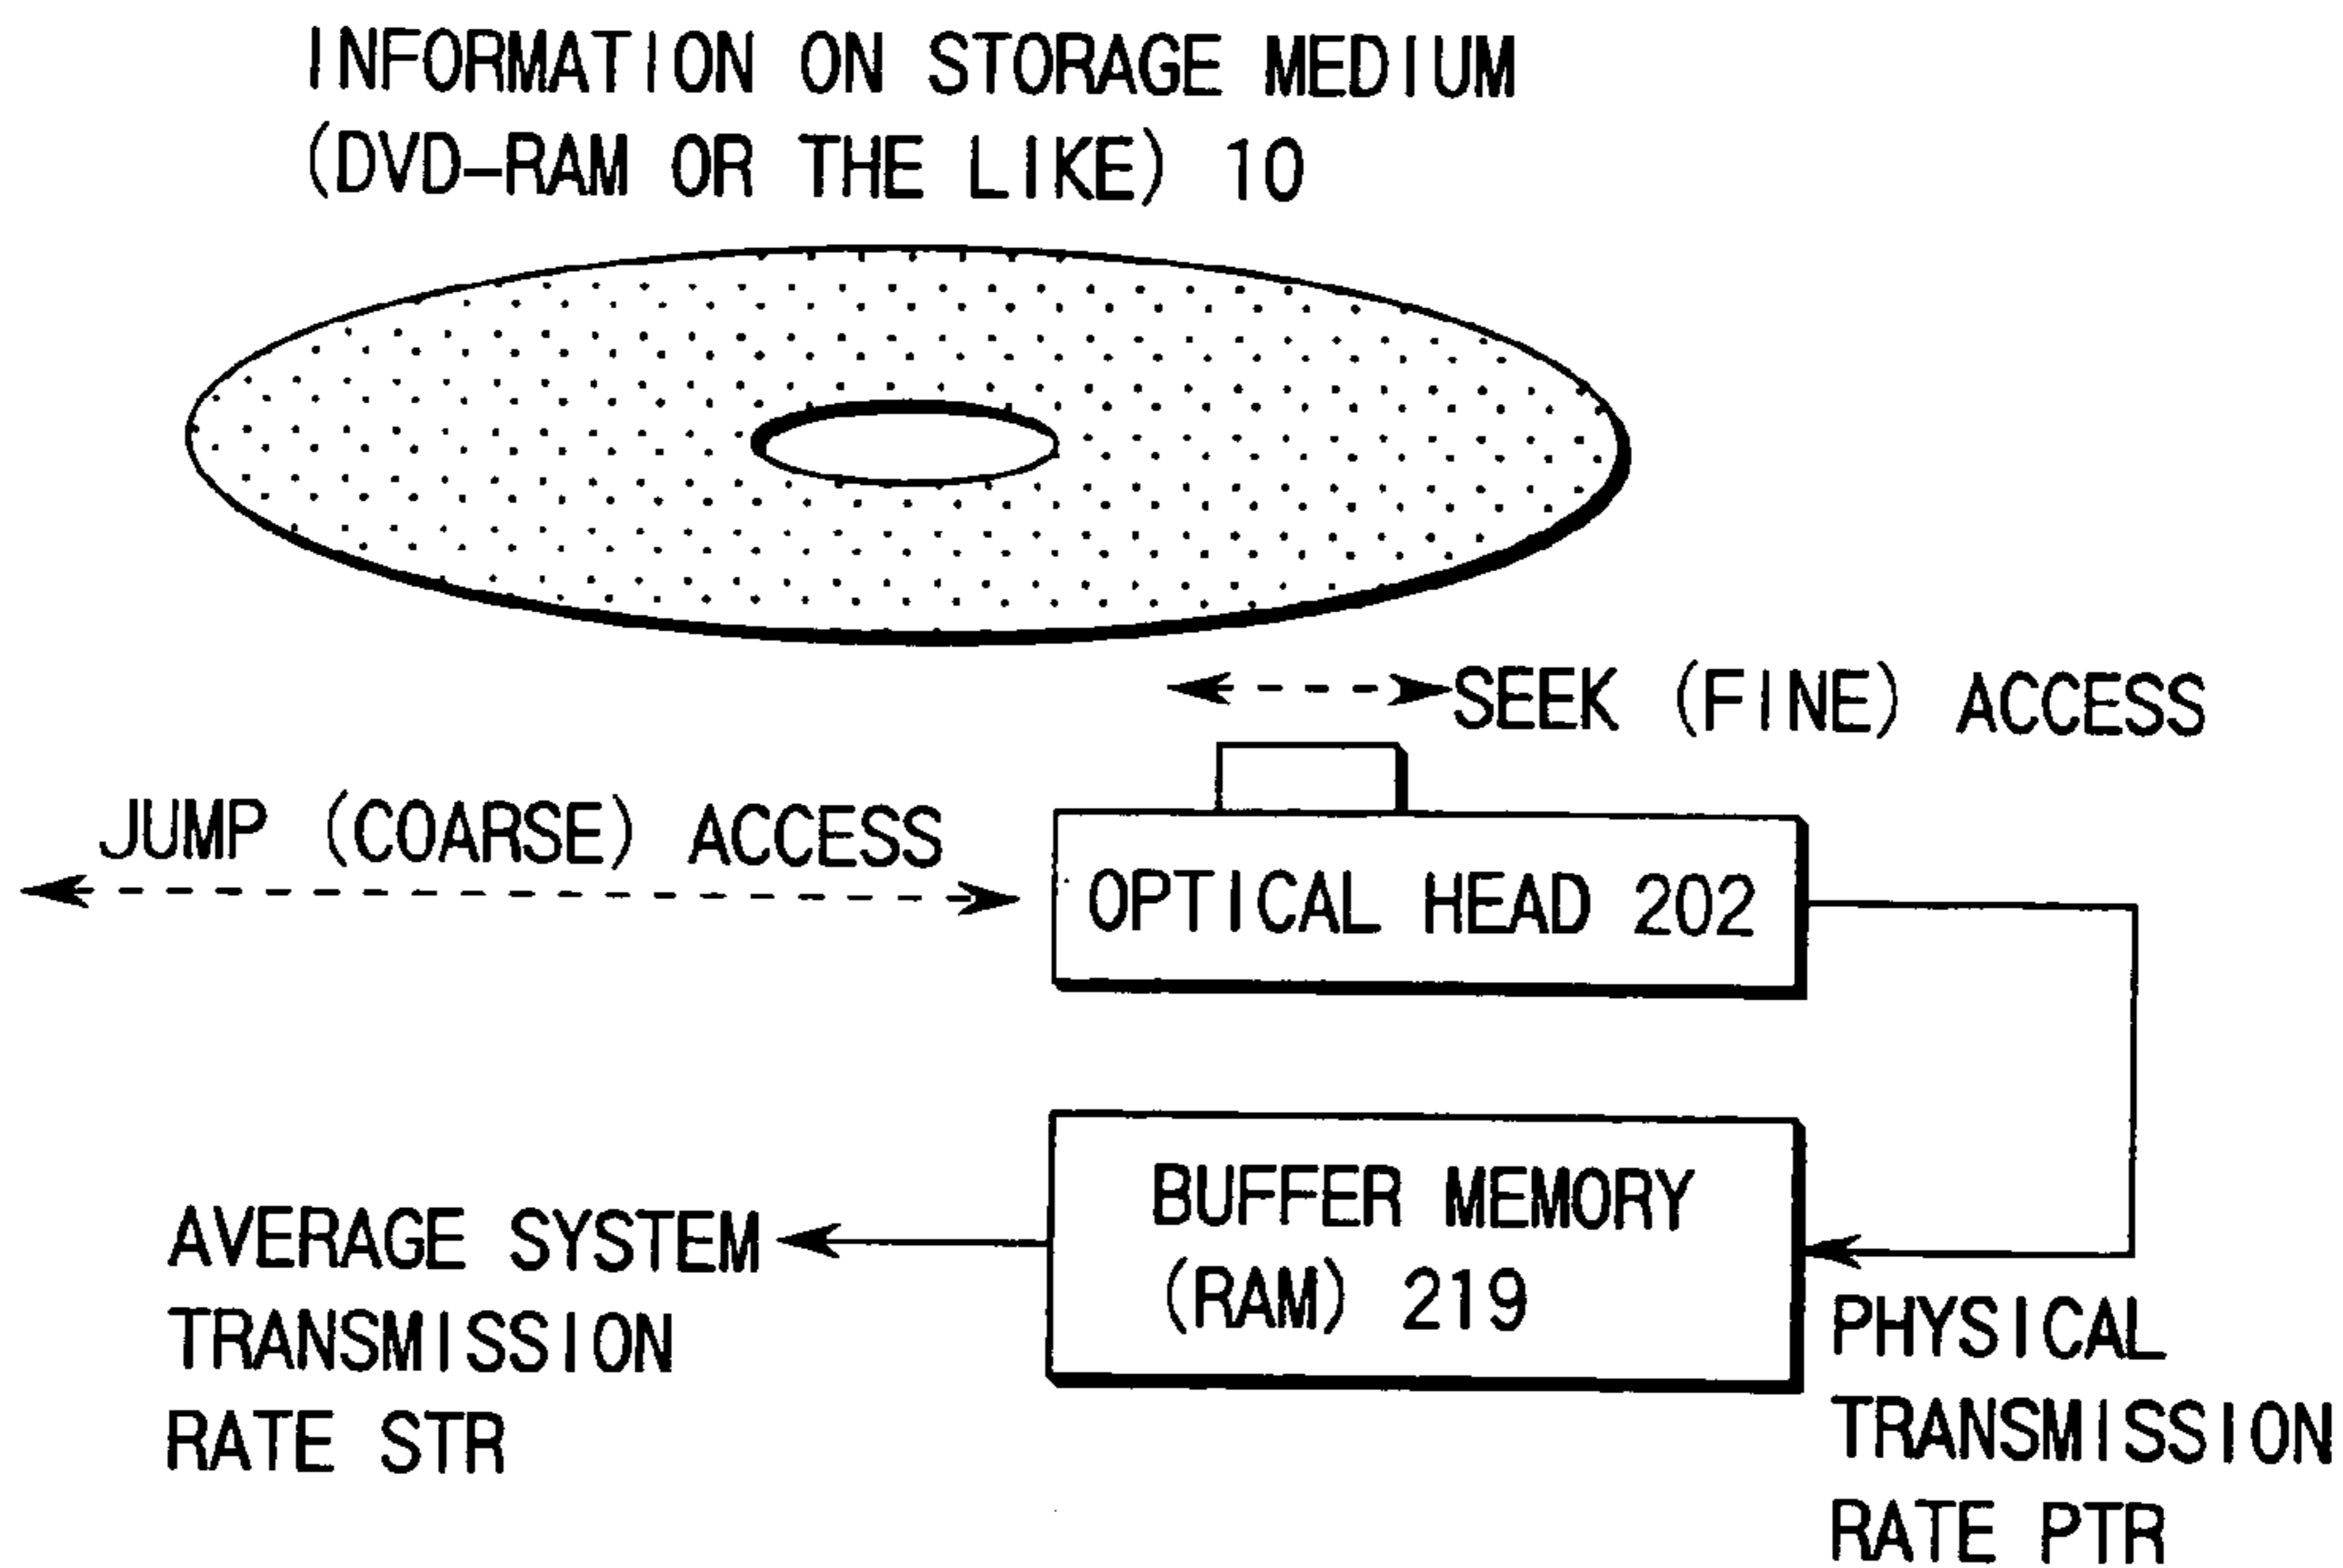 INFORMATION ON STORAGE MEDIUM
(DVD-RAM OR THE LIKE) 10
SEEK (FINE) ACCESS
JUMP (COARSE) ACCESS
OPTICAL HEAD 202
BUFFER MEMORY
(RAM) 219
AVERAGE SYSTEM
TRANSMISSION
RATE STR
PHYSICAL
TRANSMISSION
RATE PTR